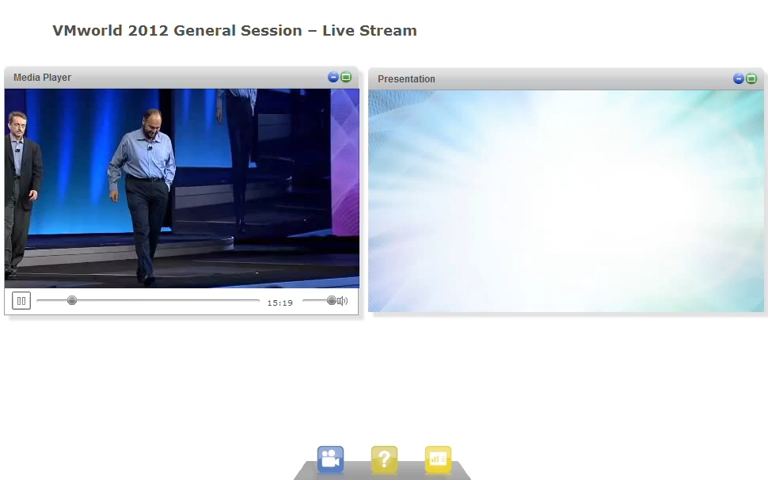 VMworld 2012 General Session – Live Stream
Media Player
Presentation
15:19
?